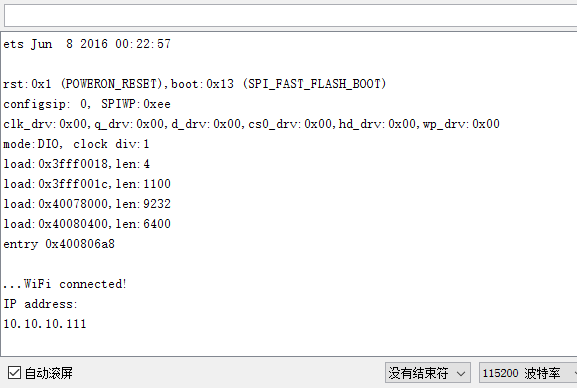 ets Jun  8 2016 00:22:57
rst:0x1 (POWERON_RESET),boot:0x13 (SPI_FAST_FLASH_BOOT)
configsip: 0, SPIWP:0xee
clk_drv:0x00,q_drv:0x00,d_drv:0x00,cs0_drv:0x00,hd_drv:0x00,wp_drv:0x00
mode:DIO, clock div:1
load:0x3fff0018,len:4
load:0x3fff001c,len:1100
load:0x40078000,len:9232
load:0x40080400,len:6400
entry 0x400806a8
...WiFi connected!
IP address:
10.10.10.111
自动滚屏 没有结束符 115200 波特率